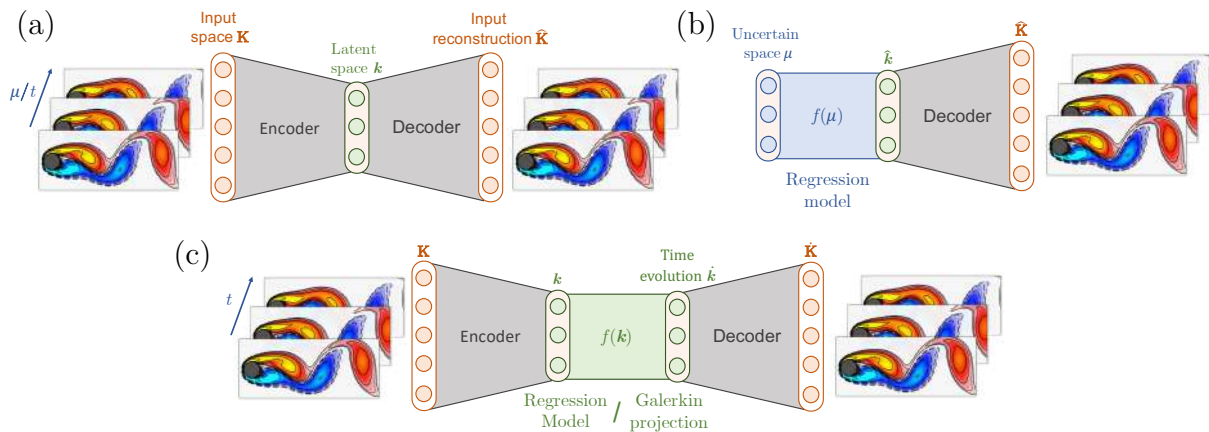 (a)
Input
space K
Input
reconstruction K̂
Latent
space k
μ/t
Encoder
Decoder
(b)
Uncertain
space μ
k̂
K̂
f(μ)
Decoder
Regression
model
(c)
K
k
Time
evolution k̇
K̇
t
Encoder
f(k)
Decoder
Regression
Model
/
Galerkin
projection